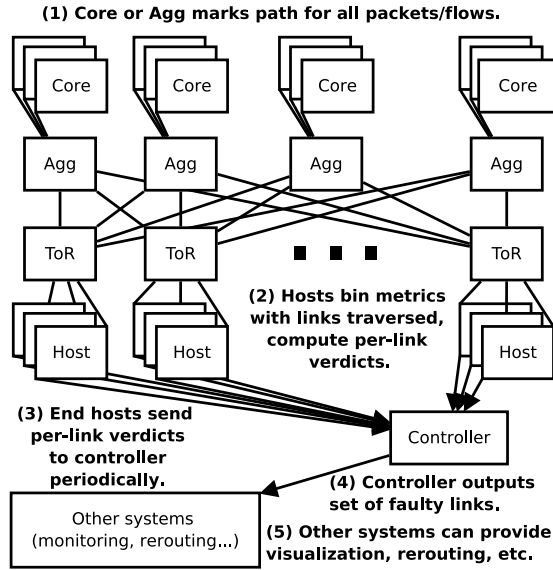 (1) Core or Agg marks path for all packets/flows.
Core
Core
Core
Core
Agg
Agg
Agg
Agg
ToR
ToR
ToR
(2) Hosts bin metrics
with links traversed,
compute per-link
verdicts.
Host
Host
Host
(3) End hosts send
per-link verdicts
to controller
periodically.
Controller
(4) Controller outputs
set of faulty links.
Other systems
(monitoring, rerouting...)
(5) Other systems can provide
visualization, rerouting, etc.